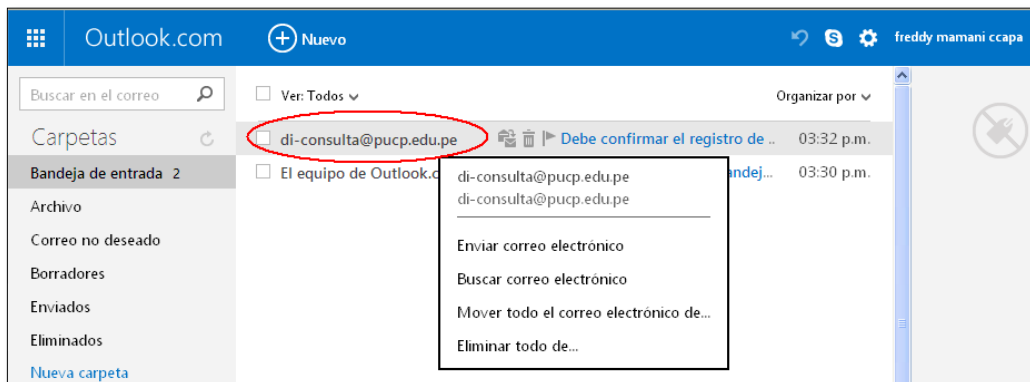 Outlook.com
Nuevo
freddy mamani ccapa
Buscar en el correo
Ver: Todos
Organizar por
Carpetas
di-consulta@pucp.edu.pe
Debe confirmar el registro de ..
03:32 p.m.
Bandeja de entrada 2
El equipo de Outlook.c
andej...
03:30 p.m.
di-consulta@pucp.edu.pe
di-consulta@pucp.edu.pe
Archivo
Correo no deseado
Enviar correo electrónico
Borradores
Buscar correo electrónico
Enviados
Mover todo el correo electrónico de...
Eliminados
Eliminar todo de...
Nueva carpeta